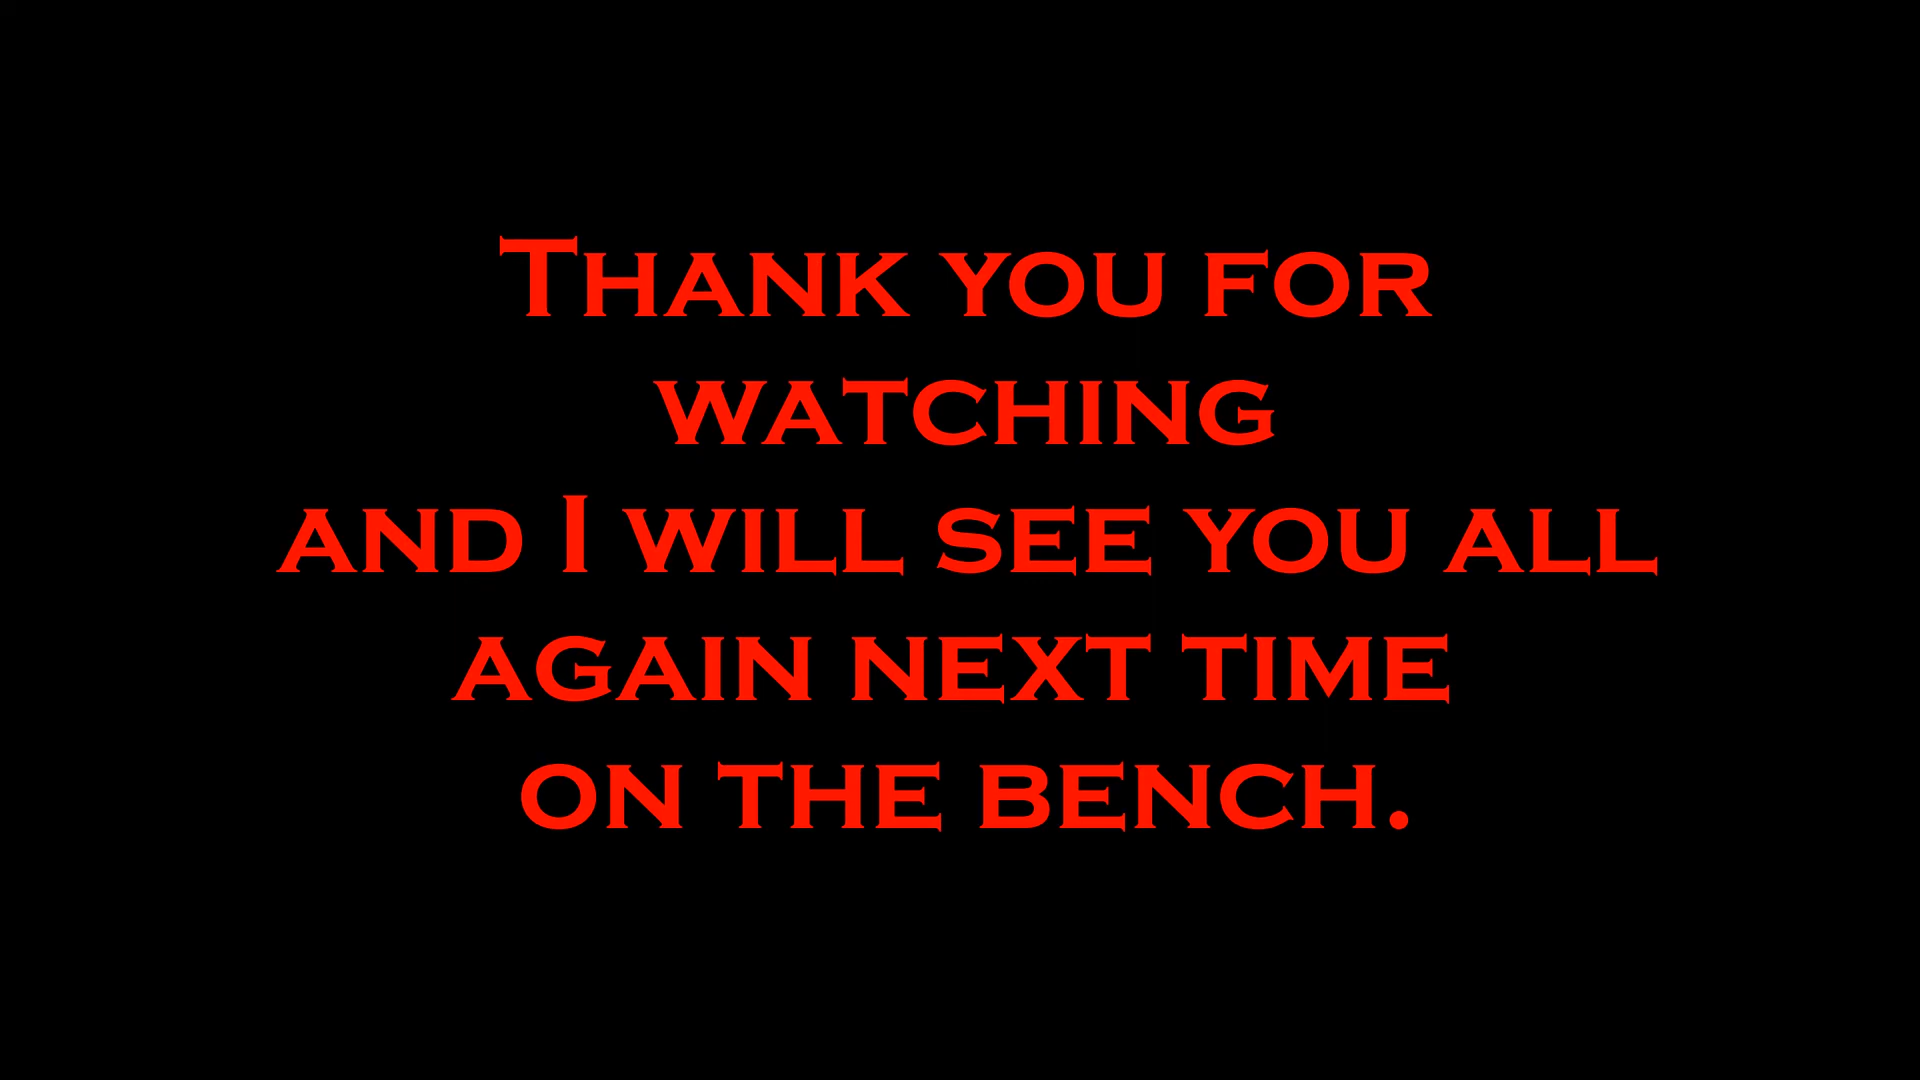 Thank you for
watching
and I will see you all
again next time
on the bench.